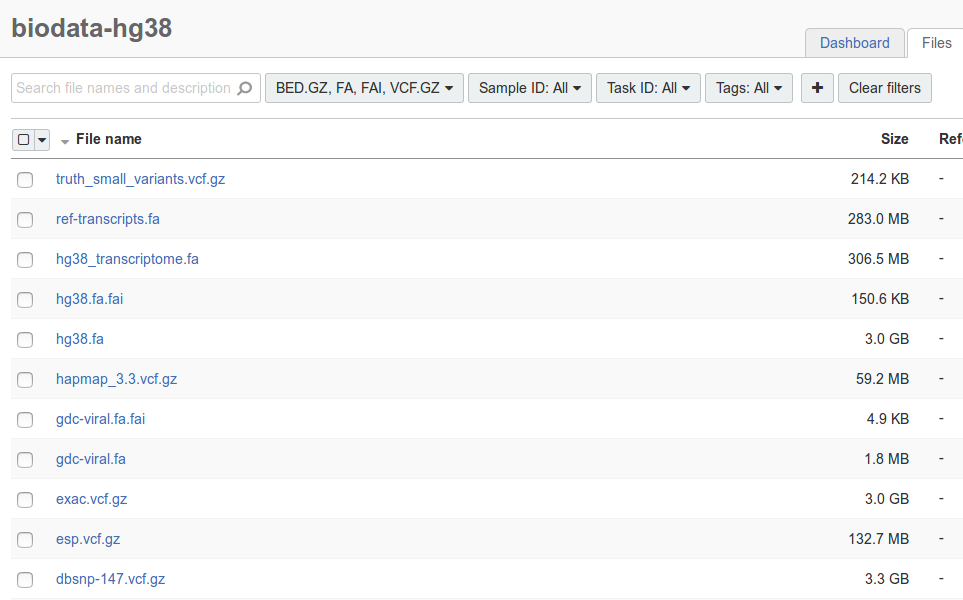 biodata-hg38
Dashboard Files
Search file names and description BED.GZ, FA, FAI, VCF.GZ Sample ID: All Task ID: All Tags: All + Clear filters
File name Size Ref
truth_small_variants.vcf.gz 214.2 KB -
ref-transcripts.fa 283.0 MB -
hg38_transcriptome.fa 306.5 MB -
hg38.fa.fai 150.6 KB -
hg38.fa 3.0 GB -
hapmap_3.3.vcf.gz 59.2 MB -
gdc-viral.fa.fai 4.9 KB -
gdc-viral.fa 1.8 MB -
exac.vcf.gz 3.0 GB -
esp.vcf.gz 132.7 MB -
dbsnp-147.vcf.gz 3.3 GB -